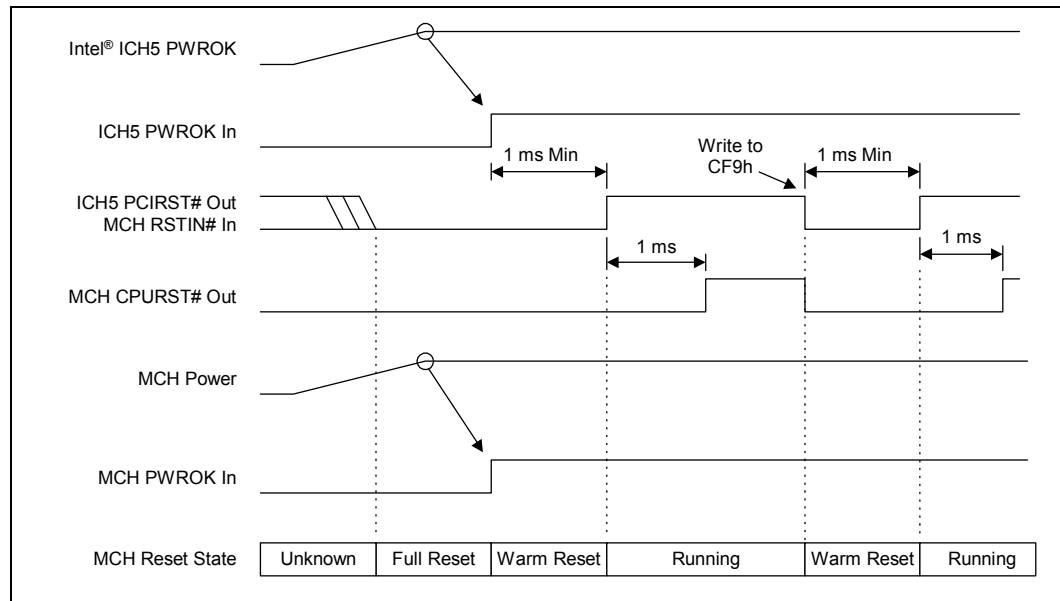 Intel® ICH5 PWROK
ICH5 PWROK In
1 ms Min
Write to
CF9h
1 ms Min
ICH5 PCIRST# Out
MCH RSTIN# In
1 ms
1 ms
MCH CPURST# Out
MCH Power
MCH PWROK In
MCH Reset State
Unknown
Full Reset
Warm Reset
Running
Warm Reset
Running